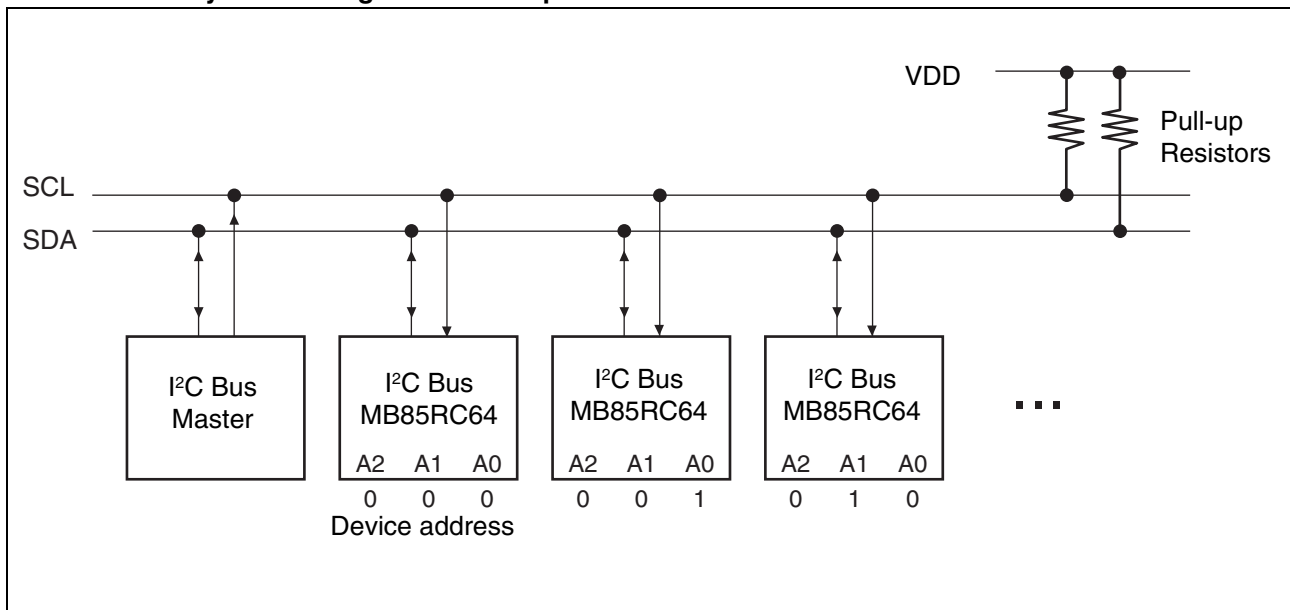 VDD
Pull-up
Resistors
SCL
SDA
I²C Bus
Master
I²C Bus
MB85RC64
A2 A1 A0
0 0 0
Device address
I²C Bus
MB85RC64
A2 A1 A0
0 0 1
I²C Bus
MB85RC64
A2 A1 A0
0 1 0
...